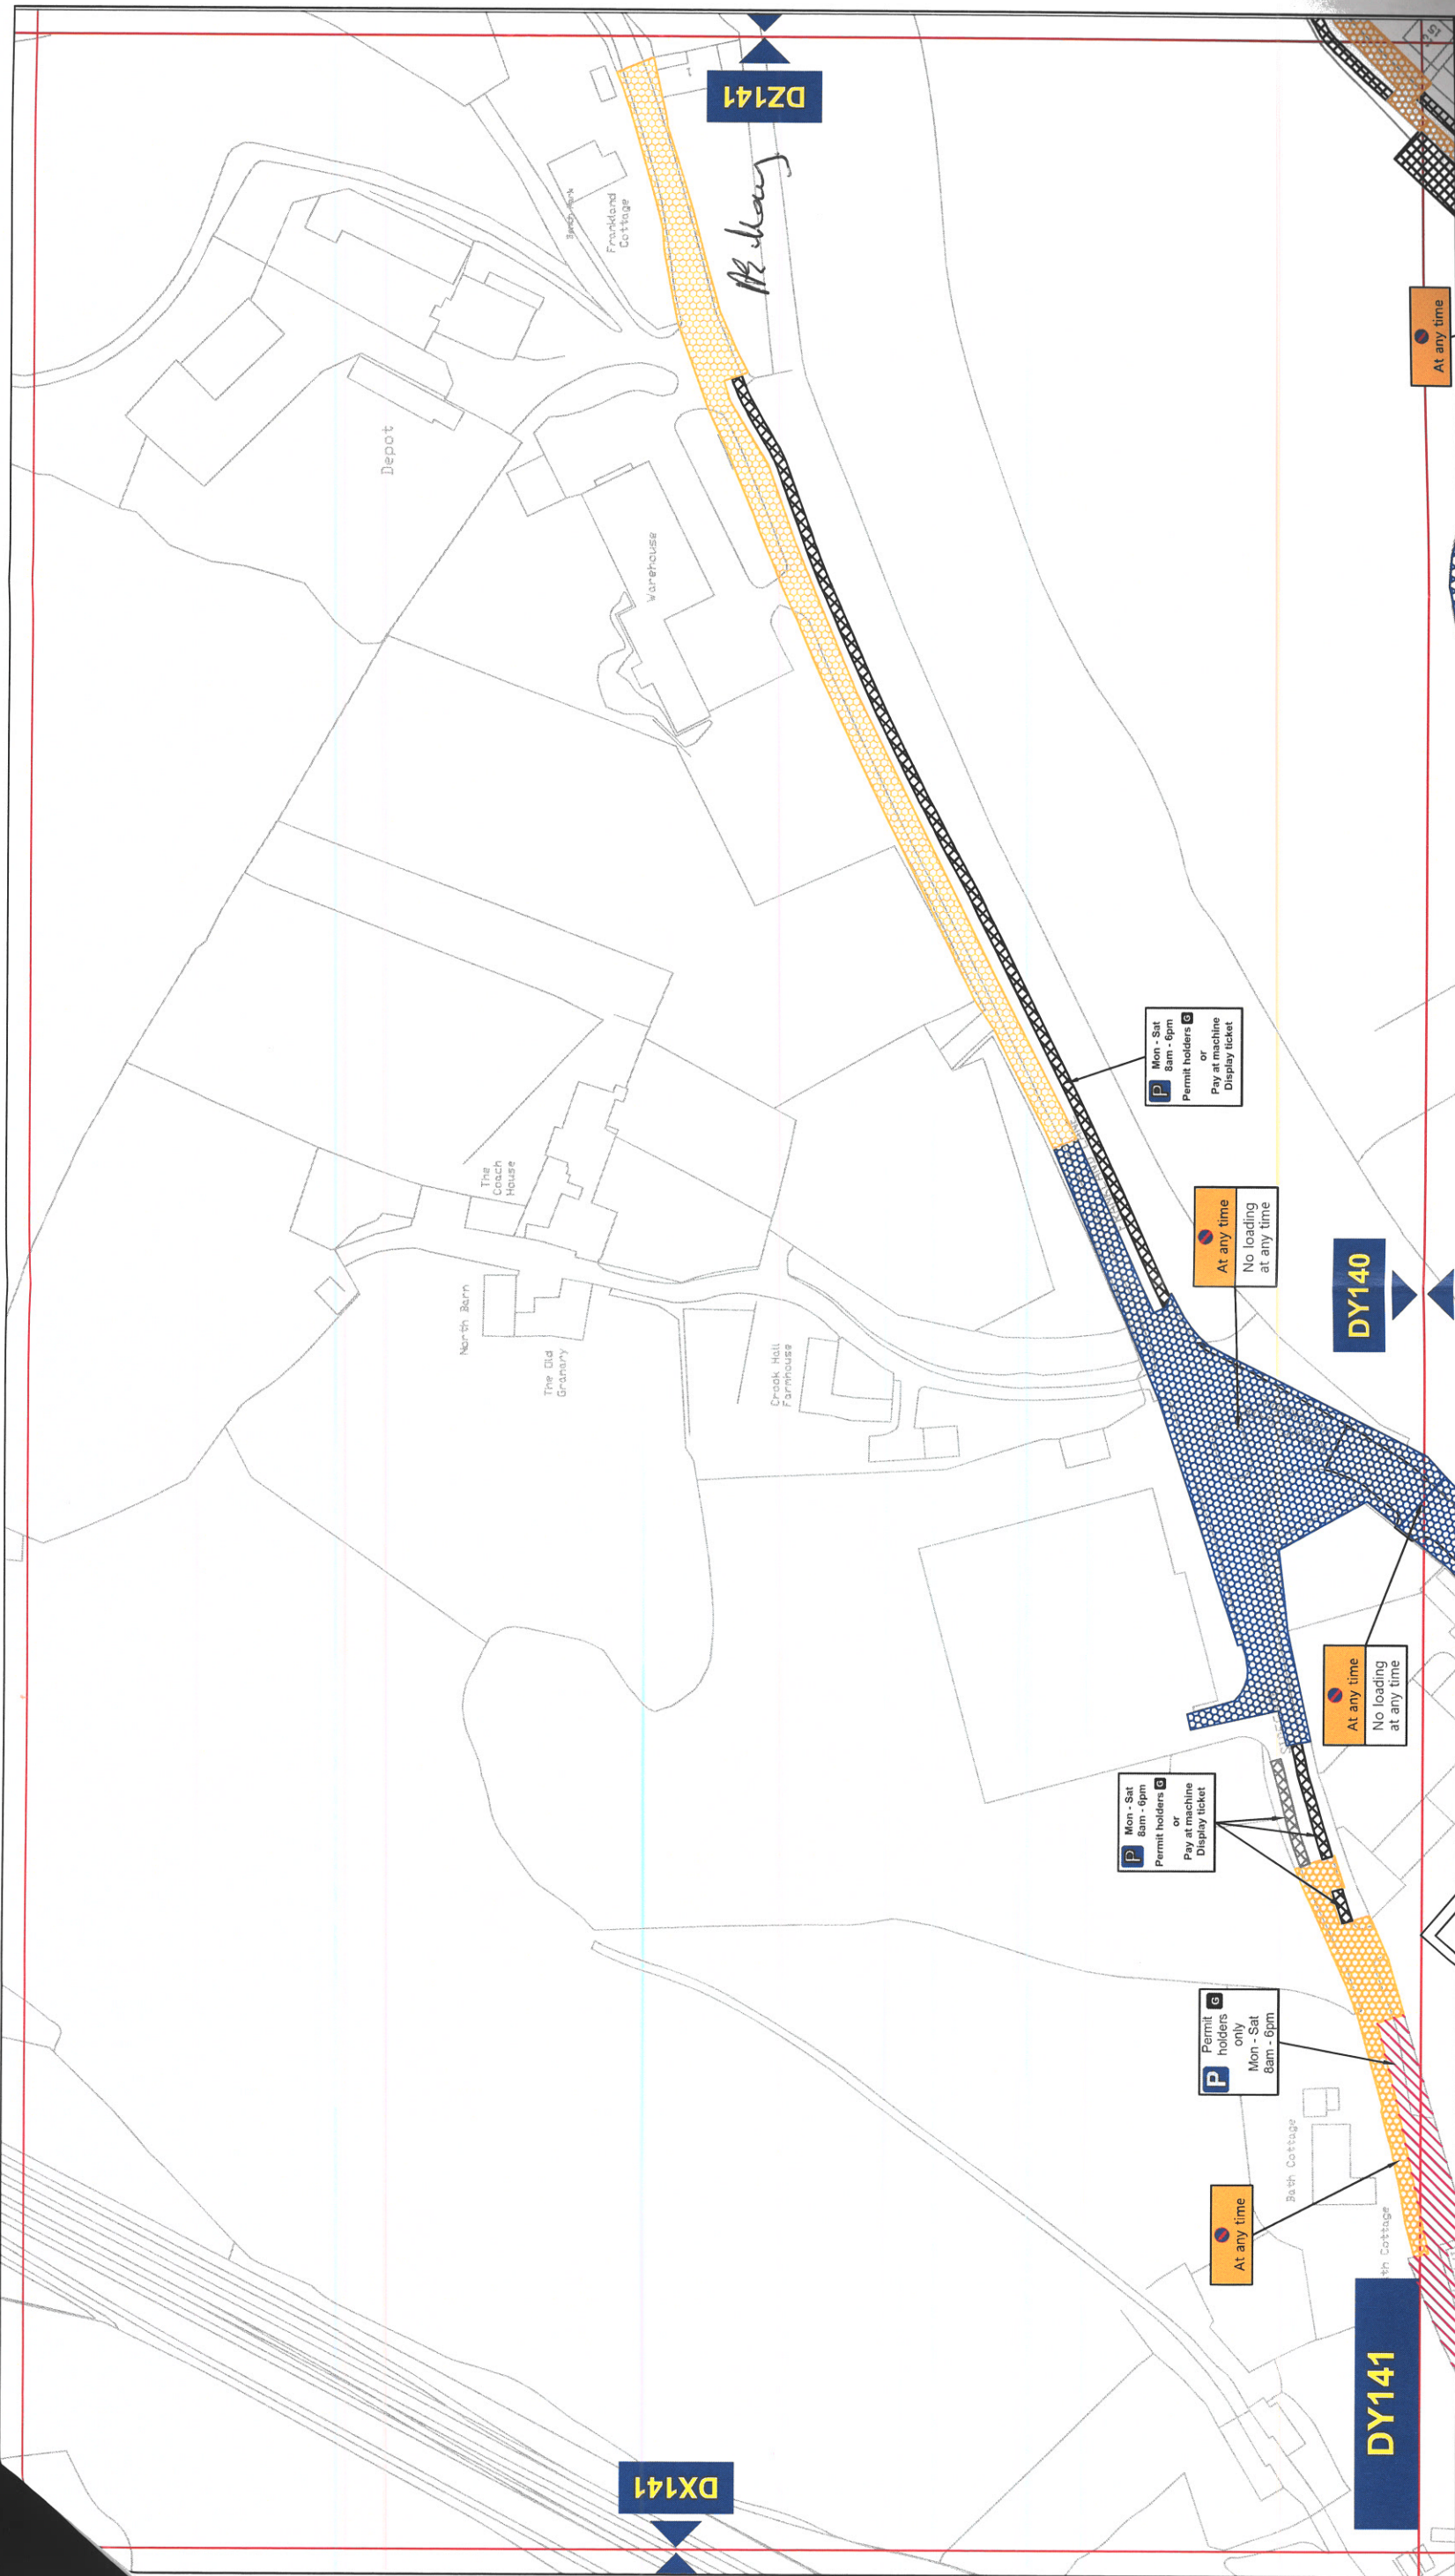 DZ141
Frankland
Cottage
Depot
Warehouse
At any time
P Mon - Sat
8am - 6pm
Permit holders G
or
Pay at machine
Display ticket
The
Coach
House
North Barn
The Old
Granary
Crook Hall
Farmhouse
At any time
No loading
at any time
DY140
At any time
No loading
at any time
P Mon - Sat
8am - 6pm
Permit holders G
or
Pay at machine
Display ticket
P Permit
holders G
only
Mon - Sat
8am - 6pm
Bath Cottage
th Cottage
At any time
DY141
DX141